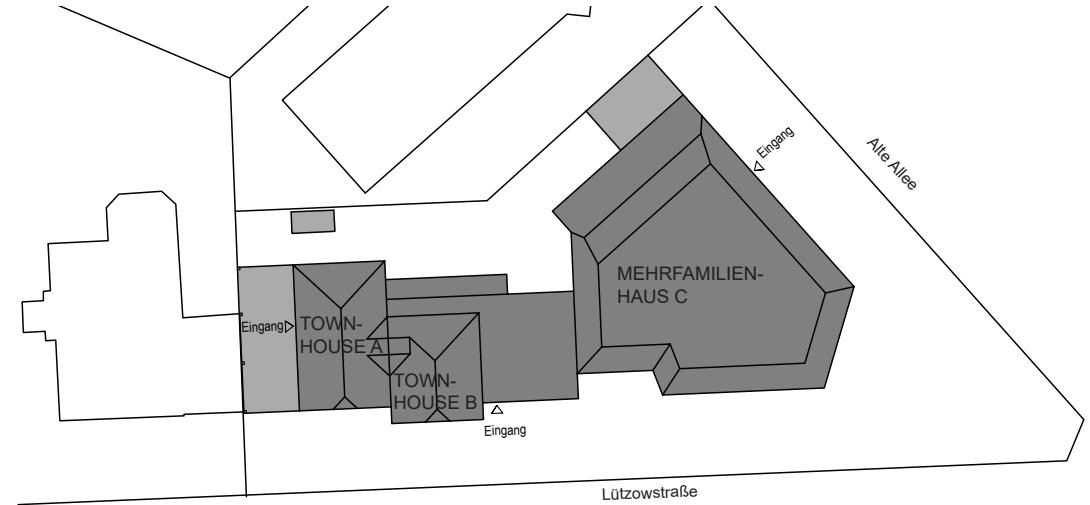 Eingang
Alte Allee
MEHRFAMILIEN-
HAUS C
Eingang
TOWN-
HOUSE A
TOWN-
HOUSE B
Eingang
Lützowstraße